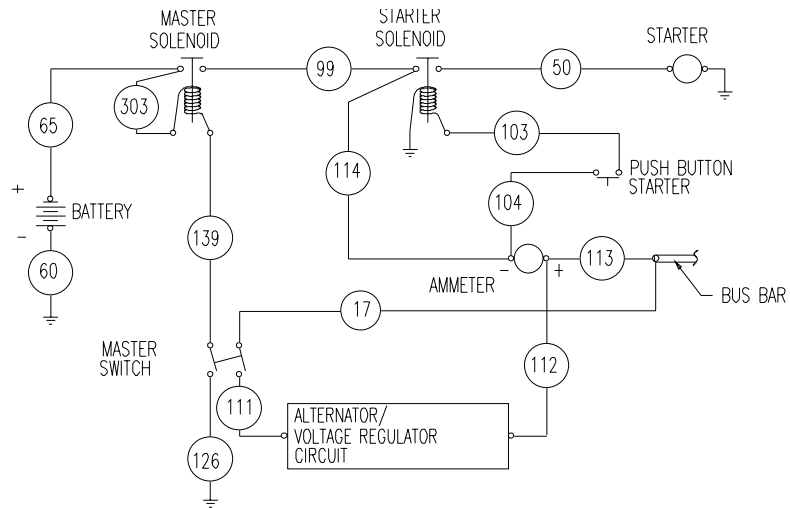 MASTER
SOLENOID
STARTER
SOLENOID
STARTER
99
50
303
65
103
114
PUSH BUTTON
STARTER
+
104
BATTERY
139
-
60
- +
113
AMMETER
BUS BAR
17
MASTER
SWITCH
112
111
ALTERNATOR/
VOLTAGE REGULATOR
CIRCUIT
126